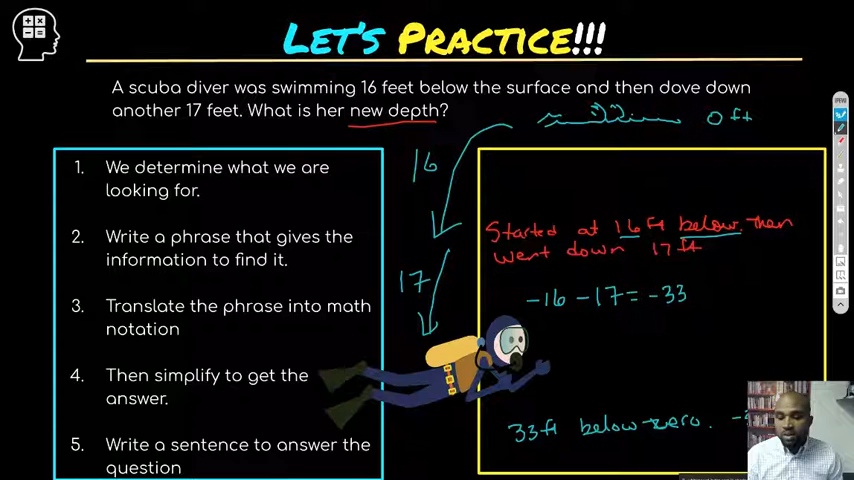 LET'S PRACTICE!!!
A scuba diver was swimming 16 feet below the surface and then dove down
another 17 feet. What is her new depth?
0 ft
16
17
1. We determine what we are
looking for.
2. Write a phrase that gives the
information to find it.
3. Translate the phrase into math
notation
4. Then simplify to get the
answer.
5. Write a sentence to answer the
question
Started at 16 ft below. Then
went down 17 ft
-16 - 17 = -33
33 ft below zero.